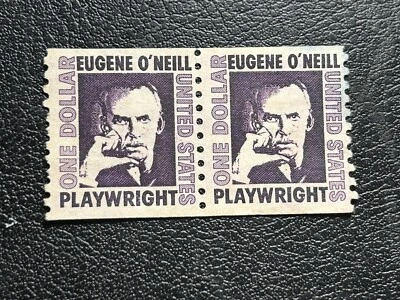 EUGENE O'NEILL
ONE DOLLAR
UNITED STATES
PLAYWRIGHT
EUGENE O'NEILL
ONE DOLLAR
UNITED STATES
PLAYWRIGHT